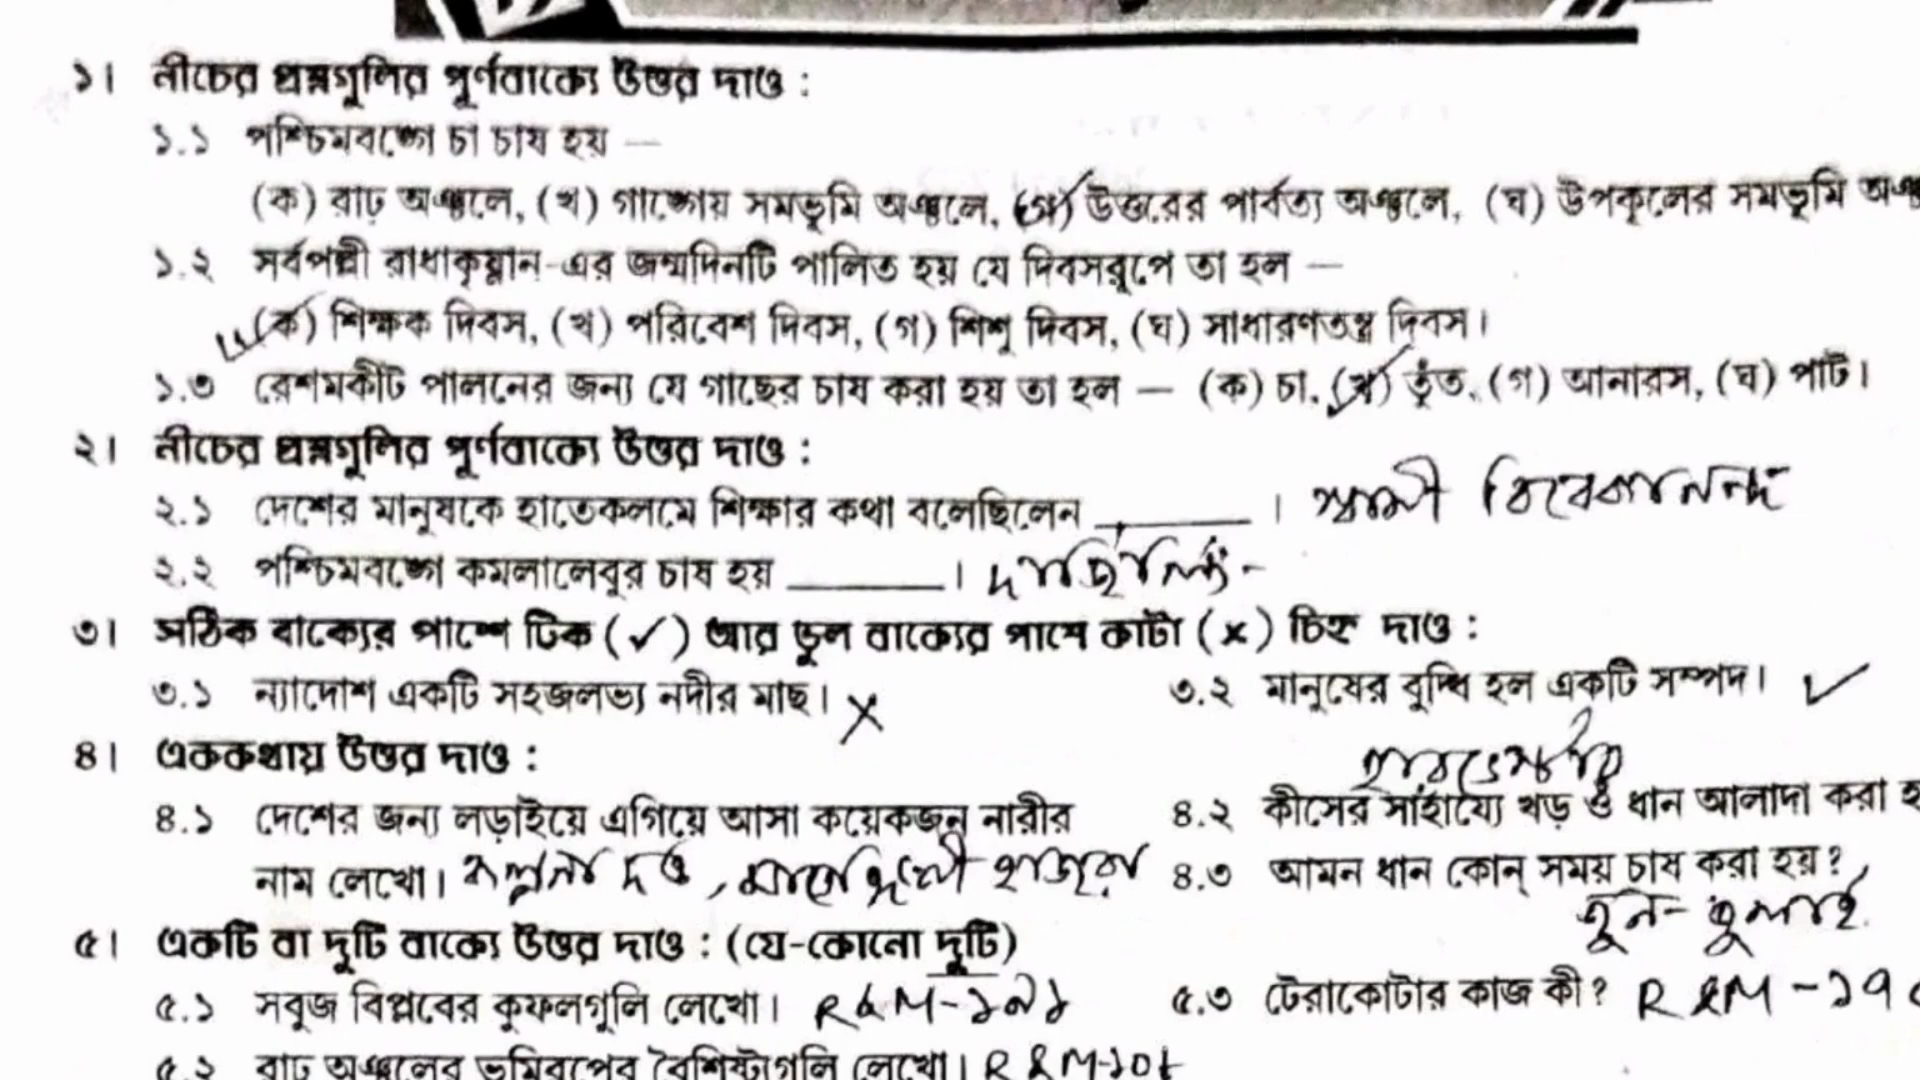 ১। নীচের প্রশ্নগুলির পূর্ণবাক্যে উত্তর দাও :
১.১ পশ্চিমবঙ্গে চা চাষ হয় —
(ক) রাঢ় অঞ্চলে, (খ) গাঙ্গেয় সমভূমি অঞ্চলে, (গ) উত্তরের পার্বত্য অঞ্চলে, (ঘ) উপকূলের সমভূমি
১.২ সর্বপল্লী রাধাকৃষ্ণান-এর জন্মদিনটি পালিত হয় যে দিবসরূপে তা হল —
(ক) শিক্ষক দিবস, (খ) পরিবেশ দিবস, (গ) শিশু দিবস, (ঘ) সাধারণতন্ত্র দিবস।
১.৩ রেশমকীট পালনের জন্য যে গাছের চাষ করা হয় তা হল — (ক) চা, (খ) তুঁত, (গ) আনারস, (ঘ) পাট।
২। নীচের প্রশ্নগুলির পূর্ণবাক্যে উত্তর দাও :
২.১ দেশের মানুষকে হাতেকলমে শিক্ষার কথা বলেছিলেন ______ । স্বামী বিবেকানন্দ
২.২ পশ্চিমবঙ্গে কমলালেবুর চাষ হয় ______ । দার্জিলিং -
৩। সঠিক বাক্যের পাশে টিক (✓) আর ভুল বাক্যের পাশে কাটা (×) চিহ্ন দাও :
৩.১ ন্যাদোশ একটি সহজলভ্য নদীর মাছ। × ৩.২ মানুষের বুদ্ধি হল একটি সম্পদ। ✓
৪। এককথায় উত্তর দাও :
৪.১ দেশের জন্য লড়াইয়ে এগিয়ে আসা কয়েকজন নারীর ৪.২ কীসের সাহায্যে খড় ও ধান আলাদা করা
নাম লেখো। কল্পনা দত্ত, মাতঙ্গিনী হাজরা ৪.৩ আমন ধান কোন্ সময় চাষ করা হয়?
জুন - জুলাই
৫। একটি বা দুটি বাক্যে উত্তর দাও : (যে-কোনো দুটি)
৫.১ সবুজ বিপ্লবের কুফলগুলি লেখো। R&M-১৯১ ৫.৩ টেরাকোটার কাজ কী? R&M -
৫.২ রাঢ় অঞ্চলের ভূমিরূপের বৈশিষ্ট্যগুলি লেখো।